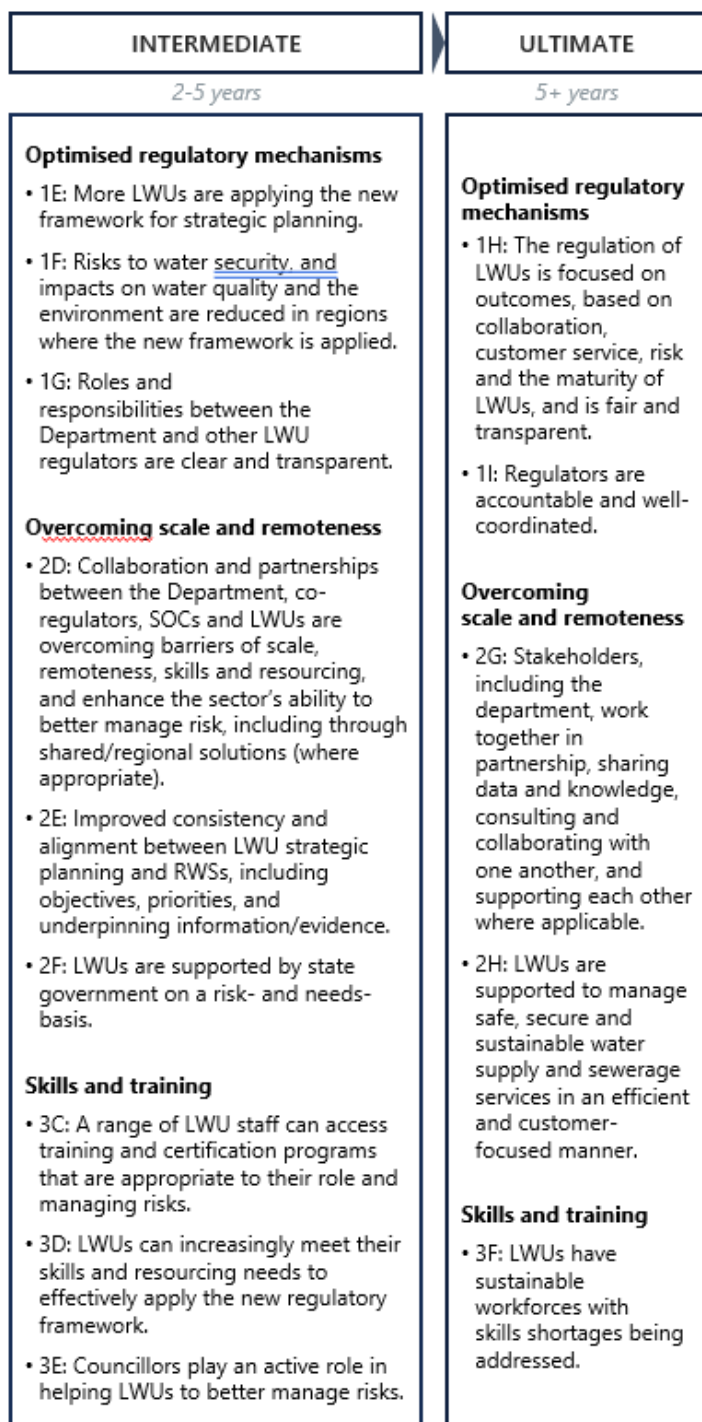 INTERMEDIATE
2-5 years
Optimised regulatory mechanisms
• 1E: More LWUs are applying the new
framework for strategic planning.
• 1F: Risks to water security, and
impacts on water quality and the
environment are reduced in regions
where the new framework is applied.
• 1G: Roles and
responsibilities between the
Department and other LWU
regulators are clear and transparent.
Overcoming scale and remoteness
• 2D: Collaboration and partnerships
between the Department, co-
regulators, SOCs and LWUs are
overcoming barriers of scale,
remoteness, skills and resourcing,
and enhance the sector's ability to
better manage risk, including through
shared/regional solutions (where
appropriate).
• 2E: Improved consistency and
alignment between LWU strategic
planning and RWSs, including
objectives, priorities, and
underpinning information/evidence.
• 2F: LWUs are supported by state
government on a risk- and needs-
basis.
Skills and training
• 3C: A range of LWU staff can access
training and certification programs
that are appropriate to their role and
managing risks.
• 3D: LWUs can increasingly meet their
skills and resourcing needs to
effectively apply the new regulatory
framework.
• 3E: Councillors play an active role in
helping LWUs to better manage risks.
ULTIMATE
5+ years
Optimised regulatory
mechanisms
• 1H: The regulation of
LWUs is focused on
outcomes, based on
collaboration,
customer service, risk
and the maturity of
LWUs, and is fair and
transparent.
• 1I: Regulators are
accountable and well-
coordinated.
Overcoming
scale and remoteness
• 2G: Stakeholders,
including the
department, work
together in
partnership, sharing
data and knowledge,
consulting and
collaborating with
one another, and
supporting each other
where applicable.
• 2H: LWUs are
supported to manage
safe, secure and
sustainable water
supply and sewerage
services in an efficient
and customer-
focused manner.
Skills and training
• 3F: LWUs have
sustainable
workforces with
skills shortages being
addressed.